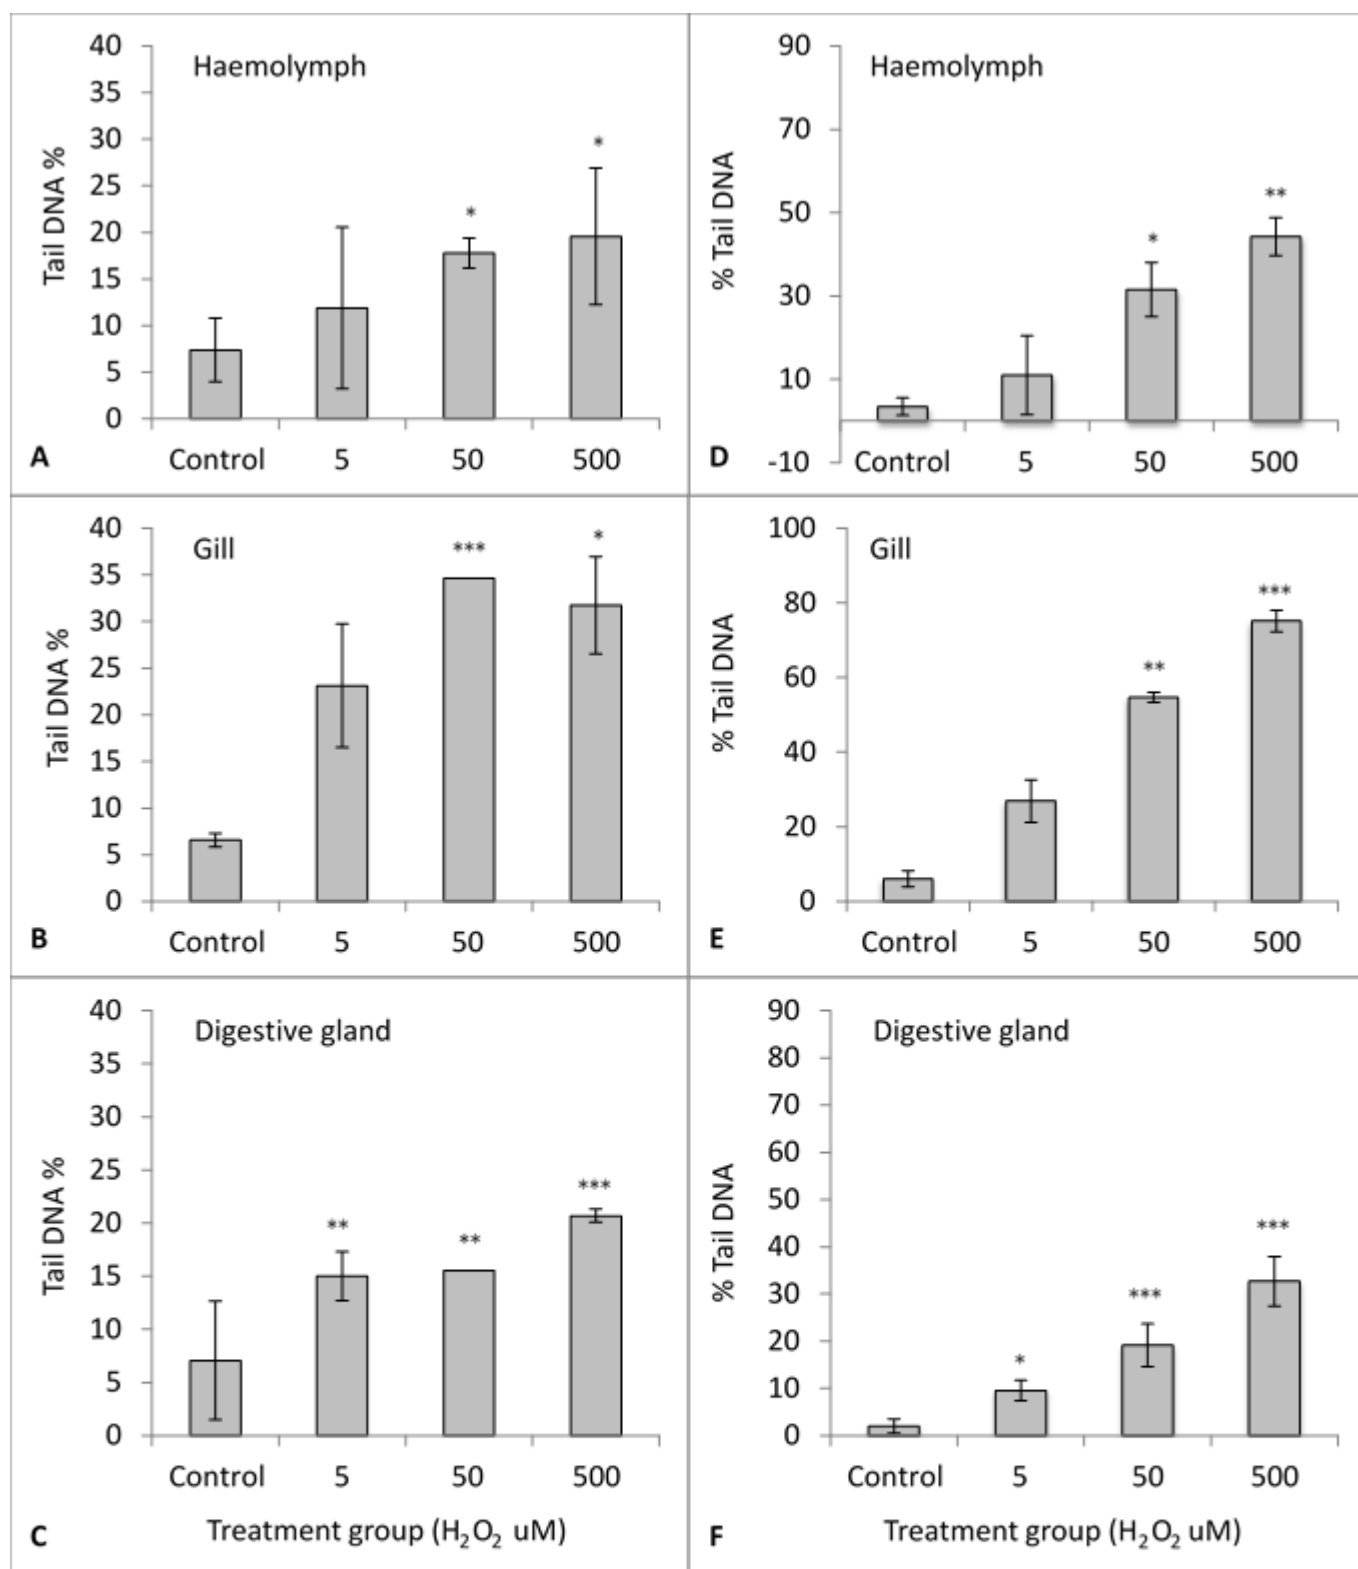 Haemolymph
Tail DNA %
40
35
30
25
20
15
10
5
0
*
*
Control 5 50 500
A
Haemolymph
% Tail DNA
90
70
50
30
10
-10
*
**
Control 5 50 500
D
Gill
Tail DNA %
40
35
30
25
20
15
10
5
0
***
*
Control 5 50 500
B
Gill
% Tail DNA
100
80
60
40
20
0
**
***
Control 5 50 500
E
Digestive gland
Tail DNA %
40
35
30
25
20
15
10
5
0
**
**
***
Control 5 50 500
Treatment group (H₂O₂ uM)
C
Digestive gland
% Tail DNA
90
80
70
60
50
40
30
20
10
0
*
***
***
Control 5 50 500
Treatment group (H₂O₂ uM)
F